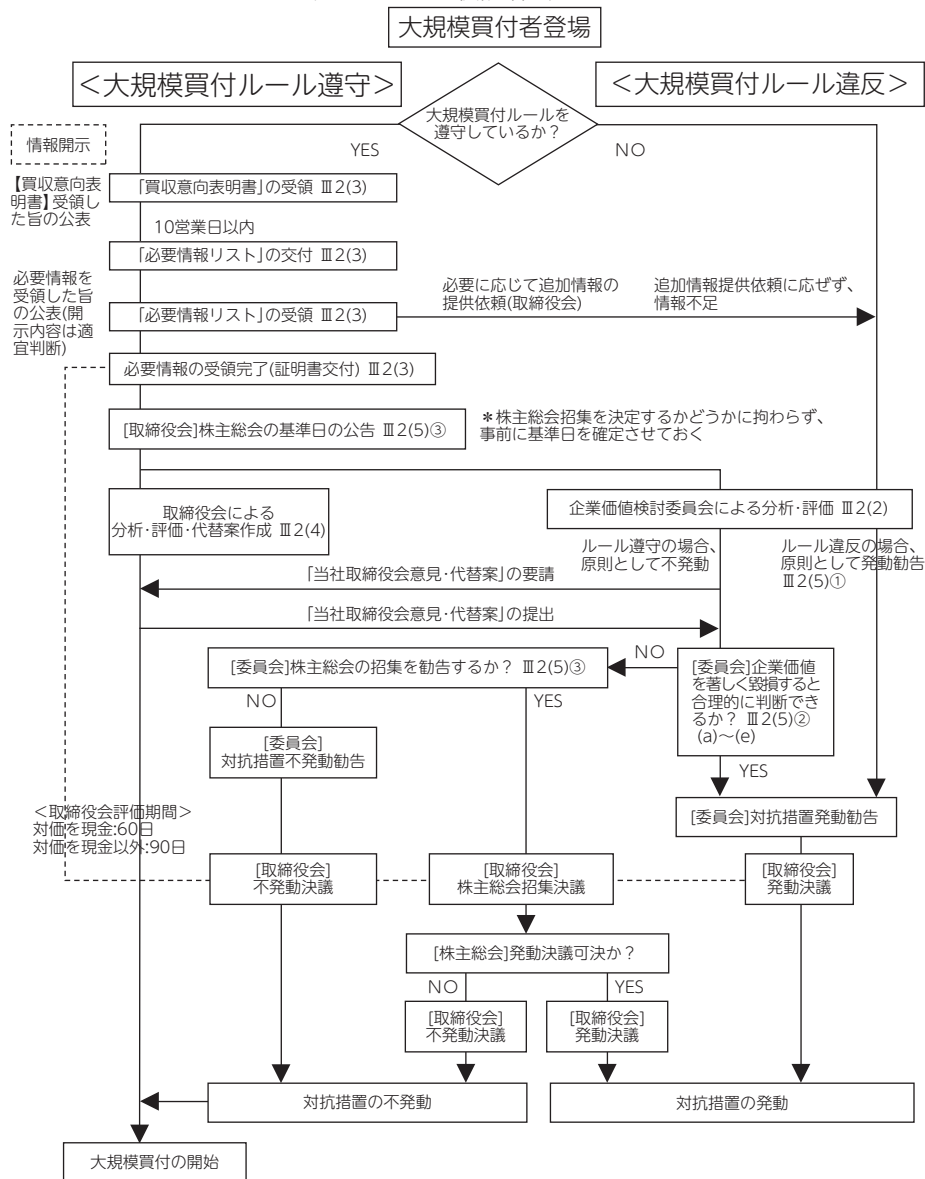 大規模買付者登場
＜大規模買付ルール遵守＞
＜大規模買付ルール違反＞
大規模買付ルールを
遵守しているか？
YES
NO
情報開示
【買収意向表
明書】受領し
た旨の公表
「買収意向表明書」の受領 Ⅲ2(3)
10営業日以内
「必要情報リスト」の交付 Ⅲ2(3)
必要情報を
受領した旨
の公表(開
示内容は適
宜判断)
「必要情報リスト」の受領 Ⅲ2(3)
必要に応じて追加情報の
提供依頼(取締役会)
追加情報提供依頼に応ぜず、
情報不足
必要情報の受領完了(証明書交付) Ⅲ2(3)
[取締役会]株主総会の基準日の公告 Ⅲ2(5)③
＊株主総会招集を決定するかどうかに拘わらず、
事前に基準日を確定させておく
取締役会による
分析･評価･代替案作成 Ⅲ2(4)
企業価値検討委員会による分析･評価 Ⅲ2(2)
ルール遵守の場合、
原則として不発動
ルール違反の場合、
原則として発動勧告
Ⅲ2(5)①
「当社取締役会意見･代替案」の要請
「当社取締役会意見･代替案」の提出
[委員会]株主総会の招集を勧告するか？ Ⅲ2(5)③
NO
[委員会]企業価値
を著しく毀損すると
合理的に判断でき
るか？ Ⅲ2(5)②
(a)～(e)
NO
YES
[委員会]
対抗措置不発動勧告
YES
[委員会]対抗措置発動勧告
＜取締役会評価期間＞
対価を現金:60日
対価を現金以外:90日
[取締役会]
不発動決議
[取締役会]
株主総会招集決議
[取締役会]
発動決議
[株主総会]発動決議可決か？
NO
YES
[取締役会]
不発動決議
[取締役会]
発動決議
対抗措置の不発動
対抗措置の発動
大規模買付の開始